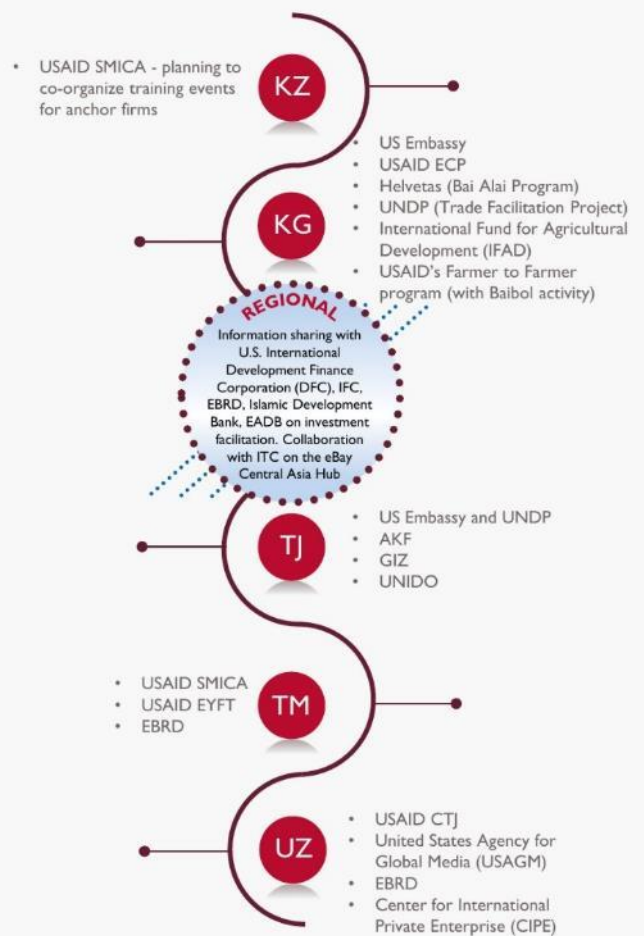 • USAID SMICA - planning to
co-organize training events
for anchor firms
KZ
• US Embassy
• USAID ECP
• Helvetas (Bai Alai Program)
• UNDP (Trade Facilitation Project)
• International Fund for Agricultural
Development (IFAD)
• USAID's Farmer to Farmer
program (with Baibol activity)
KG
REGIONAL
Information sharing with
U.S. International
Development Finance
Corporation (DFC), IFC,
EBRD, Islamic Development
Bank, EADB on investment
facilitation. Collaboration
with ITC on the eBay
Central Asia Hub
TJ
• US Embassy and UNDP
• AKF
• GIZ
• UNIDO
• USAID SMICA
• USAID EYFT
• EBRD
TM
UZ
• USAID CTJ
• United States Agency for
Global Media (USAGM)
• EBRD
• Center for International
Private Enterprise (CIPE)